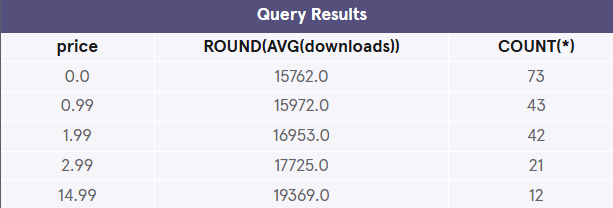 Query Results
price ROUND(AVG(downloads)) COUNT(*)
0.0 15762.0 73
0.99 15972.0 43
1.99 16953.0 42
2.99 17725.0 21
14.99 19369.0 12